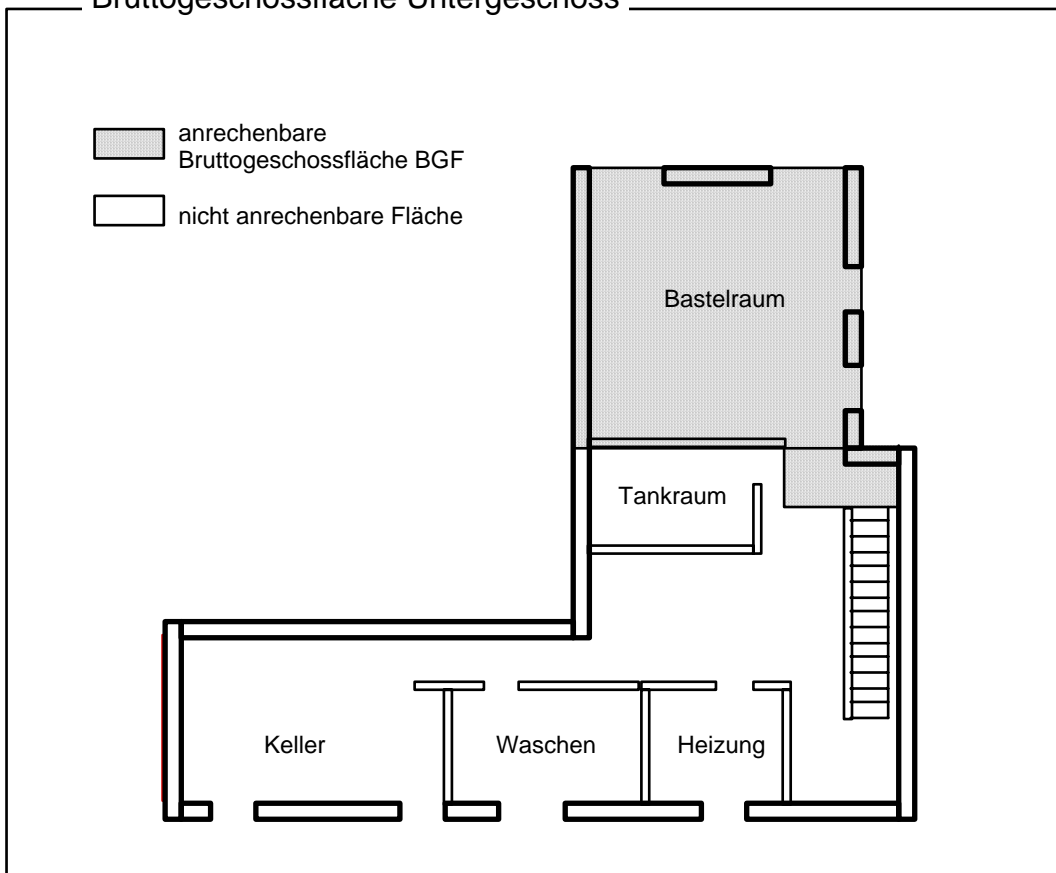 Bruttogeschossfläche Untergeschoss
anrechenbare
Bruttogeschossfläche BGF
nicht anrechenbare Fläche
Bastelraum
Tankraum
Keller
Waschen
Heizung